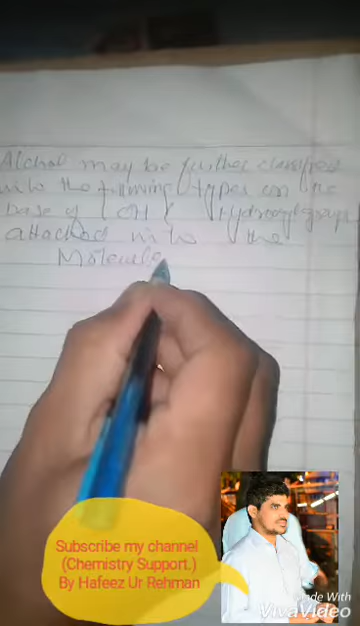 Alcohol may be further classified
into the following types on the
base of (OH) Hydroxyl group
attached into the
Molecule
Subscribe my channel
(Chemistry Support.)
By Hafeez Ur Rehman
Made With
VivaVideo